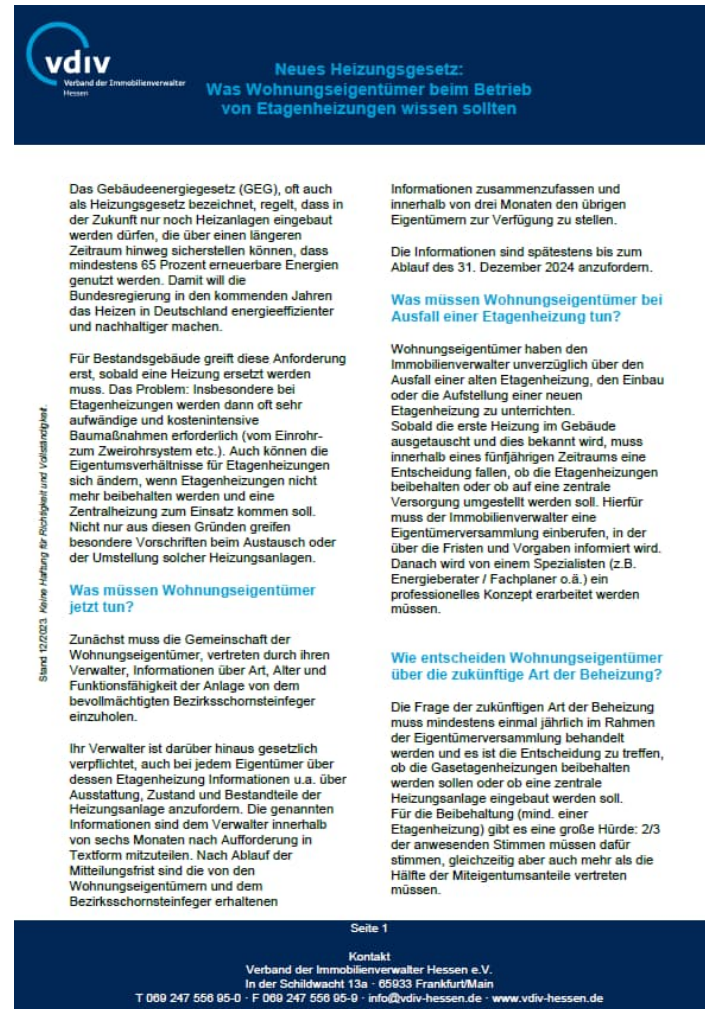 vdiv
Verband der Immobilienverwalter
Hessen
Neues Heizungsgesetz:
Was Wohnungseigentümer beim Betrieb
von Etagenheizungen wissen sollten
Das Gebäudeenergiegesetz (GEG), oft auch
als Heizungsgesetz bezeichnet, regelt, dass in
der Zukunft nur noch Heizanlagen eingebaut
werden dürfen, die über einen längeren
Zeitraum hinweg sicherstellen können, dass
mindestens 65 Prozent erneuerbare Energien
genutzt werden. Damit will die
Bundesregierung in den kommenden Jahren
das Heizen in Deutschland energieeffizienter
und nachhaltiger machen.
Für Bestandsgebäude greift diese Anforderung
erst, sobald eine Heizung ersetzt werden
muss. Das Problem: Insbesondere bei
Etagenheizungen werden dann oft sehr
aufwändige und kostenintensive
Baumaßnahmen erforderlich (vom Einrohr-
zum Zweirohrsystem etc.). Auch können die
Eigentumsverhältnisse für Etagenheizungen
sich ändern, wenn Etagenheizungen nicht
mehr beibehalten werden und eine
Zentralheizung zum Einsatz kommen soll.
Nicht nur aus diesen Gründen greifen
besondere Vorschriften beim Austausch oder
der Umstellung solcher Heizungsanlagen.
Was müssen Wohnungseigentümer
jetzt tun?
Zunächst muss die Gemeinschaft der
Wohnungseigentümer, vertreten durch ihren
Verwalter, Informationen über Art, Alter und
Funktionsfähigkeit der Anlage von dem
bevollmächtigten Bezirksschornsteinfeger
einzuholen.
Ihr Verwalter ist darüber hinaus gesetzlich
verpflichtet, auch bei jedem Eigentümer über
dessen Etagenheizung Informationen u.a. über
Ausstattung, Zustand und Bestandteile der
Heizungsanlage anzufordern. Die genannten
Informationen sind dem Verwalter innerhalb
von sechs Monaten nach Aufforderung in
Textform mitzuteilen. Nach Ablauf der
Mitteilungsfrist sind die von den
Wohnungseigentümern und dem
Bezirksschornsteinfeger erhaltenen
Informationen zusammenzufassen und
innerhalb von drei Monaten den übrigen
Eigentümern zur Verfügung zu stellen.
Die Informationen sind spätestens bis zum
Ablauf des 31. Dezember 2024 anzufordern.
Was müssen Wohnungseigentümer bei
Ausfall einer Etagenheizung tun?
Wohnungseigentümer haben den
Immobilienverwalter unverzüglich über den
Ausfall einer alten Etagenheizung, den Einbau
oder die Aufstellung einer neuen
Etagenheizung zu unterrichten.
Sobald die erste Heizung im Gebäude
ausgetauscht und dies bekannt wird, muss
innerhalb eines fünfjährigen Zeitraums eine
Entscheidung fallen, ob die Etagenheizungen
beibehalten oder ob auf eine zentrale
Versorgung umgestellt werden soll. Hierfür
muss der Immobilienverwalter eine
Eigentümerversammlung einberufen, in der
über die Fristen und Vorgaben informiert wird.
Danach wird von einem Spezialisten (z.B.
Energieberater / Fachplaner o.ä.) ein
professionelles Konzept erarbeitet werden
müssen.
Wie entscheiden Wohnungseigentümer
über die zukünftige Art der Beheizung?
Die Frage der zukünftigen Art der Beheizung
muss mindestens einmal jährlich im Rahmen
der Eigentümerversammlung behandelt
werden und es ist die Entscheidung zu treffen,
ob die Gasetagenheizungen beibehalten
werden sollen oder ob eine zentrale
Heizungsanlage eingebaut werden soll.
Für die Beibehaltung (mind. einer
Etagenheizung) gibt es eine große Hürde: 2/3
der anwesenden Stimmen müssen dafür
stimmen, gleichzeitig aber auch mehr als die
Hälfte der Miteigentumsanteile vertreten
müssen.
Stand 12/2023. Keine Haftung für Richtigkeit und Vollständigkeit.
Seite 1
Kontakt
Verband der Immobilienverwalter Hessen e.V.
In der Schildwacht 13a · 65933 Frankfurt/Main
T 069 247 556 95-0 · F 069 247 556 95-9 · info@vdiv-hessen.de · www.vdiv-hessen.de